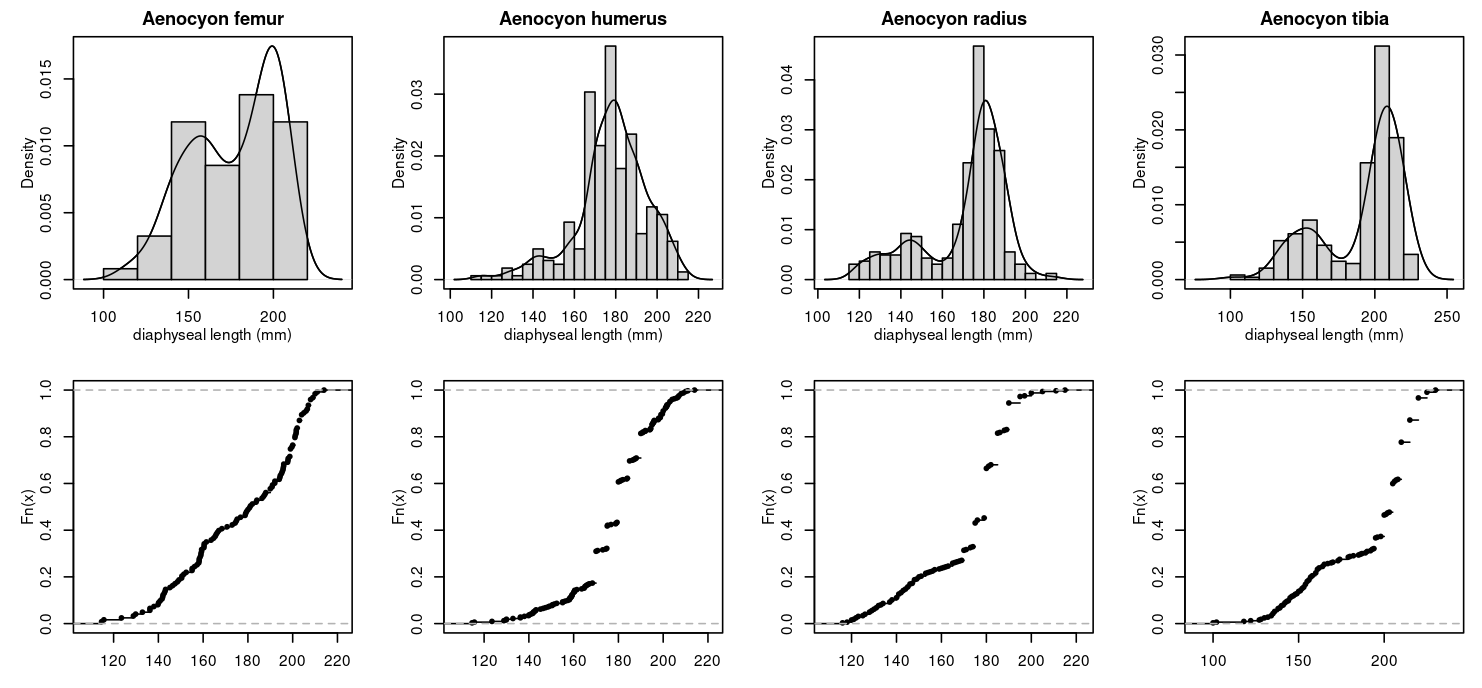 Aenocyon femur
Density
0.000 0.005 0.010 0.015
100 150 200
diaphyseal length (mm)
Aenocyon humerus
Density
0.00 0.01 0.02 0.03
100 120 140 160 180 200 220
diaphyseal length (mm)
Aenocyon radius
Density
0.00 0.01 0.02 0.03 0.04
100 120 140 160 180 200 220
diaphyseal length (mm)
Aenocyon tibia
Density
0.000 0.010 0.020 0.030
100 150 200 250
diaphyseal length (mm)
Fn(x)
0.0 0.2 0.4 0.6 0.8 1.0
120 140 160 180 200 220
Fn(x)
0.0 0.2 0.4 0.6 0.8 1.0
120 140 160 180 200 220
Fn(x)
0.0 0.2 0.4 0.6 0.8 1.0
120 140 160 180 200 220
Fn(x)
0.0 0.2 0.4 0.6 0.8 1.0
100 150 200